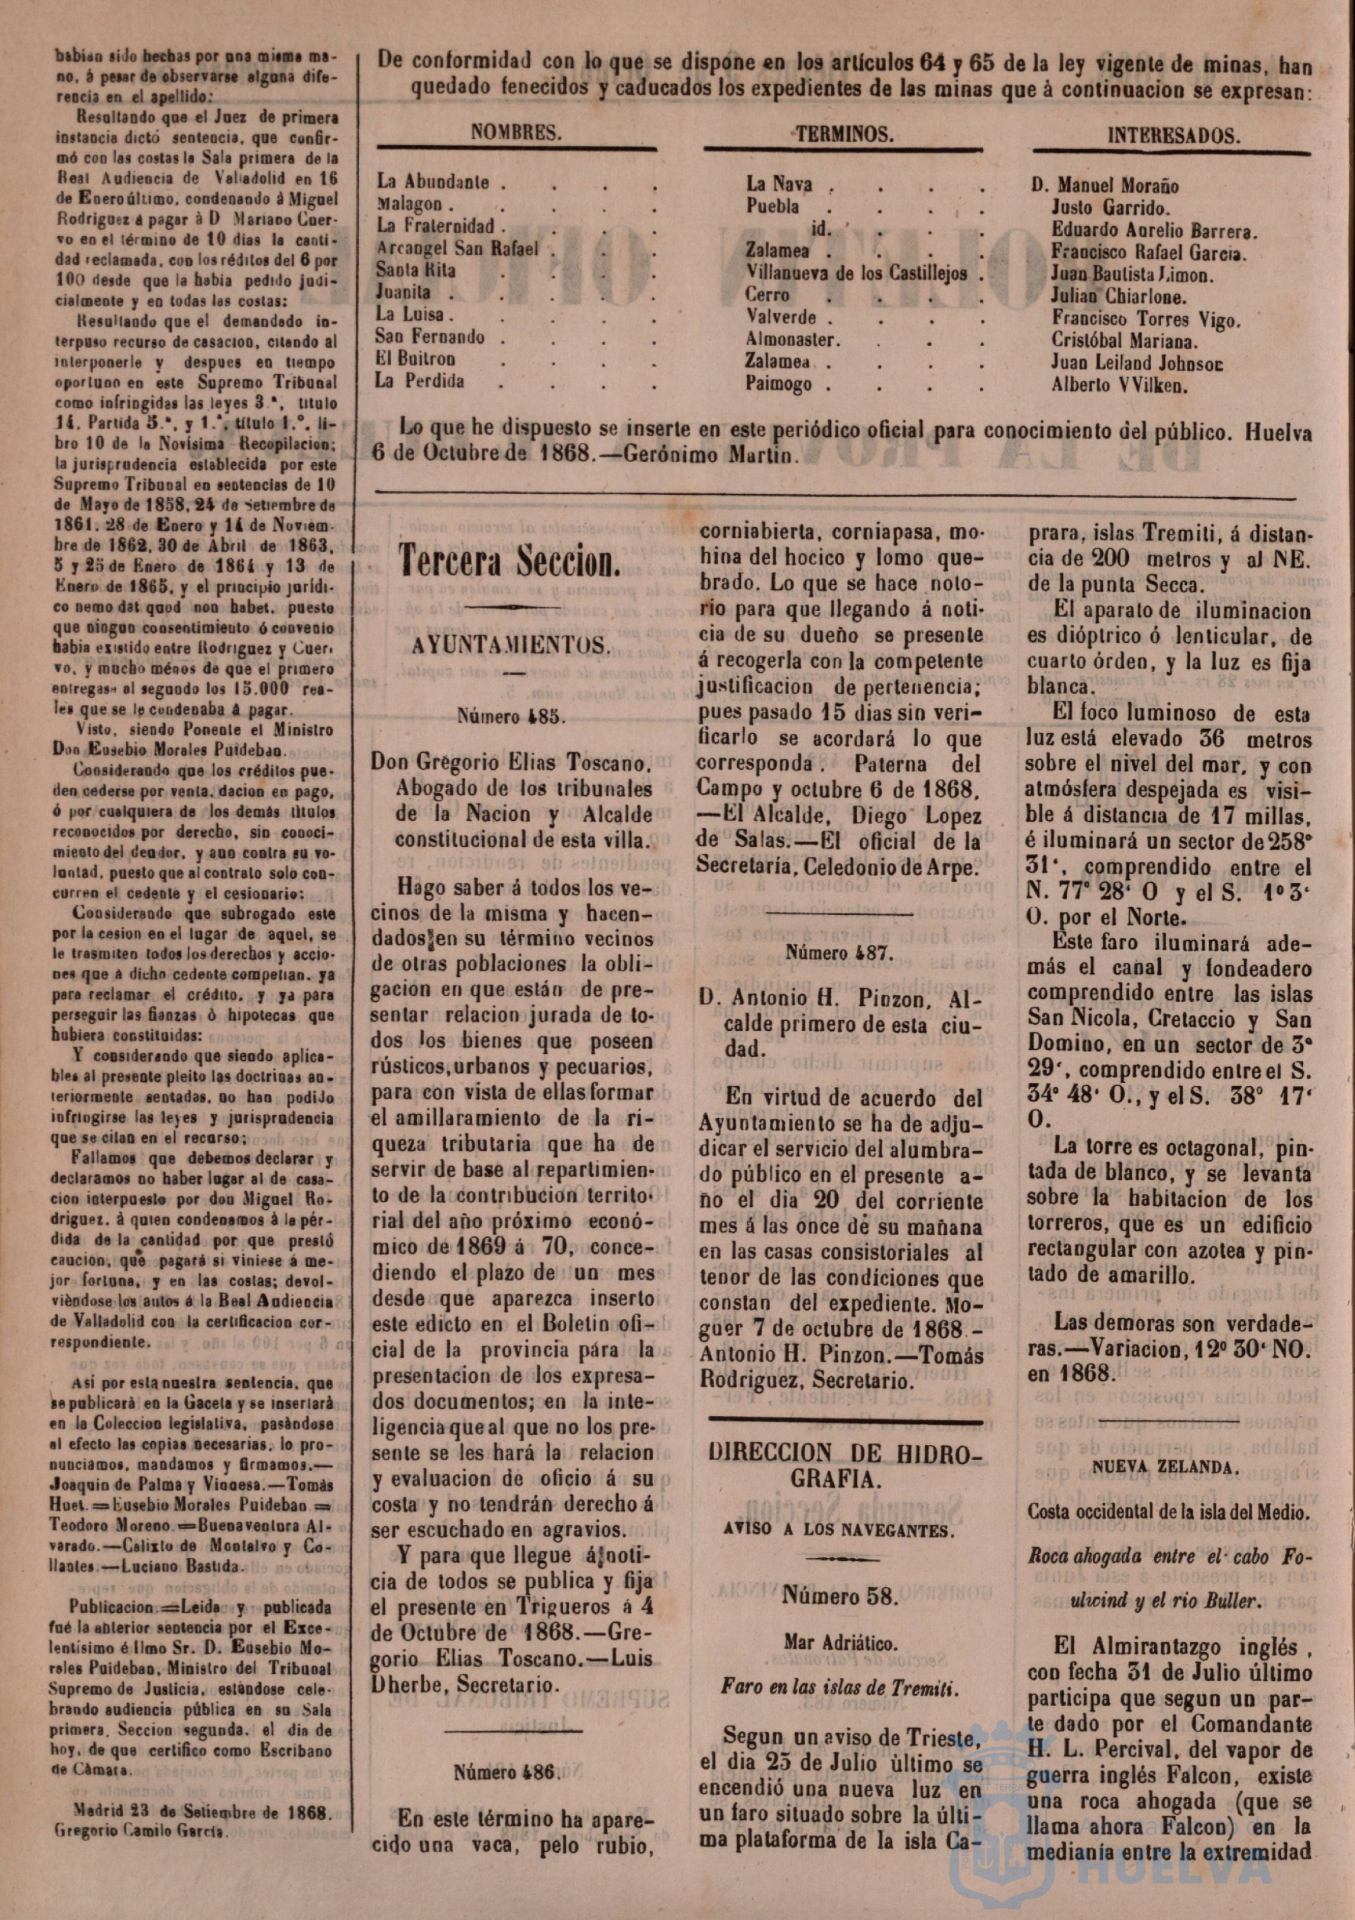 habian sido hechas por una misma ma-
no, á pesar de observarse alguna dife-
rencia en el apellido:
Resultando que el Juez de primera
instancia dictó sentencia, que confir-
mó con las costas la Sala primera de la
Real Audiencia de Valladolid en 16
de Enero último, condenando á Miguel
Rodriguez á pagar á D Mariano Cuer-
vo en el término de 10 dias la canti-
dad reclamada, con los réditos del 6 por
100 desde que la habia pedido judi-
cialmente y en todas las costas:
Resultando que el demandado in-
terpuso recurso de casacion, citando al
interponerle y despues en tiempo
oportuno en este Supremo Tribunal
como infringidas las leyes 3.ª, titulo
14, Partida 5.ª, y 1.ª, titulo 1.º, li-
bro 10 de la Novísima Recopilacion;
la jurisprudencia establecida por este
Supremo Tribunal en sentencias de 10
de Mayo de 1858, 24 de Setiembre de
1861, 28 de Enero y 14 de Noviem-
bre de 1862, 30 de Abril de 1863,
5 y 25 de Enero de 1864 y 13 de
Enero de 1865, y el principio jurídi-
co nemo dat quod non habet, puesto
que ningun consentimiento ó convenio
habia existido entre Rodriguez y Cuer-
vo, y mucho ménos de que el primero
entregase al segundo los 15.000 rea-
les que se le condenaba á pagar.
Visto, siendo Ponente el Ministro
Don Eusebio Morales Puideban.
Considerando que los créditos pue-
den cederse por venta, dacion en pago,
ó por cualquiera de los demás titulos
reconocidos por derecho, sin conoci-
miento del deudor, y aun contra su vo-
luntad, puesto que al contrato solo con-
curren el cedente y el cesionario:
Considerando que subrogado este
por la cesion en el lugar de aquel, se
le trasmiten todos los derechos y accio-
nes que á dicho cedente competian, ya
para reclamar el crédito, y ya para
perseguir las fianzas ó hipotecas que
hubiera constituidas:
Y considerando que siendo aplica-
bles al presente pleito las doctrinas an-
teriormente sentadas, no han podido
infringirse las leyes y jurisprudencia
que se citan en el recurso;
Fallamos que debemos declarar y
declaramos no haber lugar al de casa-
cion interpuesto por don Miguel Ro-
driguez, á quien condenamos á la pér-
dida de la cantidad por que prestó
caucion, que pagará si viniese á me-
jor fortuna, y en las costas; devol-
viéndose los autos á la Real Audiencia
de Valladolid con la certificacion cor-
respondiente.
Así por esta nuestra sentencia, que
se publicará en la Gaceta y se insertará
en la Coleccion legislativa, pasándose
al efecto las copias necesarias, lo pro-
nunciamos, mandamos y firmamos.—
Joaquin de Palma y Vinuesa.—Tomás
Huet.=Eusebio Morales Puideban =
Teodoro Moreno.=Buenaventura Al-
varado.—Calixto de Montalvo y Co-
llantes.—Luciano Bastida.
Publicacion.=Leida y publicada
fué la anterior sentencia por el Exce-
lentísimo é Ilmo Sr. D. Eusebio Mo-
rales Puideban, Ministro del Tribunal
Supremo de Justicia, estándose cele-
brando audiencia pública en su Sala
primera, Seccion segunda, el dia de
hoy, de que certifico como Escribano
de Cámara.
Madrid 23 de Setiembre de 1868.
Gregorio Camilo García.
De conformidad con lo que se dispone en los artículos 64 y 65 de la ley vigente de minas, han
quedado fenecidos y caducados los expedientes de las minas que á continuacion se expresan:
NOMBRES. TERMINOS. INTERESADOS.
La Abundante . . . . La Nava . . . . D. Manuel Moraño
Malagon . . . . Puebla . . . . Justo Garrido.
La Fraternidad . . . . id. . . . Eduardo Aurelio Barrera.
Arcangel San Rafael . . . Zalamea . . . . Francisco Rafael Garcia.
Santa Rita . . . . Villanueva de los Castillejos . Juan Bautista Limon.
Juanita . . . . Cerro . . . . Julian Chiarlone.
La Luisa . . . . Valverde . . . . Francisco Torres Vigo.
San Fernando . . . . Almonaster. . . . Cristóbal Mariana.
El Buitron . . . . Zalamea . . . . Juan Leiland Johnson
La Perdida . . . . Paimogo . . . . Alberto VVilken.
Lo que he dispuesto se inserte en este periódico oficial para conocimiento del público. Huelva
6 de Octubre de 1868.—Gerónimo Martin.
Tercera Seccion.
AYUNTAMIENTOS.
Número 485.
Don Gregorio Elias Toscano,
Abogado de los tribunales
de la Nacion y Alcalde
constitucional de esta villa.
Hago saber á todos los ve-
cinos de la misma y hacen-
dados en su término vecinos
de otras poblaciones la obli-
gacion en que están de pre-
sentar relacion jurada de to-
dos los bienes que poseen
rústicos, urbanos y pecuarios,
para con vista de ellas formar
el amillaramiento de la ri-
queza tributaria que ha de
servir de base al repartimien-
to de la contribucion territo-
rial del año próximo econó-
mico de 1869 á 70, conce-
diendo el plazo de un mes
desde que aparezca inserto
este edicto en el Boletin ofi-
cial de la provincia pára la
presentacion de los expresa-
dos documentos; en la inte-
ligencia que al que no los pre-
sente se les hará la relacion
y evaluacion de oficio á su
costa y no tendrán derecho á
ser escuchado en agravios.
Y para que llegue á noti-
cia de todos se publica y fija
el presente en Trigueros á 4
de Octubre de 1868.—Gre-
gorio Elias Toscano.—Luis
Dherbe, Secretario.
Número 486.
En este término ha apare-
cido una vaca, pelo rubio,
corniabierta, corniapasa, mo-
hina del hocico y lomo que-
brado. Lo que se hace noto-
rio para que llegando á noti-
cia de su dueño se presente
á recogerla con la competente
justificacion de pertenencia;
pues pasado 15 dias sin veri-
ficarlo se acordará lo que
corresponda. Paterna del
Campo y octubre 6 de 1868,
—El Alcalde, Diego Lopez
de Salas.—El oficial de la
Secretaría, Celedonio de Arpe.
Número 487.
D. Antonio H. Pinzon, Al-
calde primero de esta ciu-
dad.
En virtud de acuerdo del
Ayuntamiento se ha de adju-
dicar el servicio del alumbra-
do público en el presente a-
ño el dia 20 del corriente
mes á las once de su mañana
en las casas consistoriales al
tenor de las condiciones que
constan del expediente. Mo-
guer 7 de octubre de 1868.-
Antonio H. Pinzon.—Tomás
Rodriguez, Secretario.
DIRECCION DE HIDRO-
GRAFIA.
AVISO A LOS NAVEGANTES.
Número 58.
Mar Adriático.
Faro en las islas de Tremiti.
Segun un aviso de Trieste,
el dia 25 de Julio último se
encendió una nueva luz en
un faro situado sobre la últi-
ma plataforma de la isla Ca-
prara, islas Tremiti, á distan-
cia de 200 metros y al NE.
de la punta Secca.
El aparato de iluminacion
es dióptrico ó lenticular, de
cuarto órden, y la luz es fija
blanca.
El foco luminoso de esta
luz está elevado 36 metros
sobre el nivel del mar, y con
atmósfera despejada es visi-
ble á distancia de 17 millas,
é iluminará un sector de 258º
31‘, comprendido entre el
N. 77º 28‘ O y el S. 1º 3‘
O. por el Norte.
Este faro iluminará ade-
más el canal y fondeadero
comprendido entre las islas
San Nicola, Cretaccio y San
Domino, en un sector de 3º
29‘, comprendido entre el S.
34º 48‘ O., y el S. 38º 17‘
O.
La torre es octagonal, pin-
tada de blanco, y se levanta
sobre la habitacion de los
torreros, que es un edificio
rectangular con azotea y pin-
tado de amarillo.
Las demoras son verdade-
ras.—Variacion, 12º 30‘ NO.
en 1868.
NUEVA ZELANDA.
Costa occidental de la isla del Medio.
Roca ahogada entre el cabo Fo-
ulwind y el rio Buller.
El Almirantazgo inglés ,
con fecha 31 de Julio último
participa que segun un par-
te dado por el Comandante
H. L. Percival, del vapor de
guerra inglés Falcon, existe
una roca ahogada (que se
llama ahora Falcon) en la
medianía entre la extremidad
HUELVA